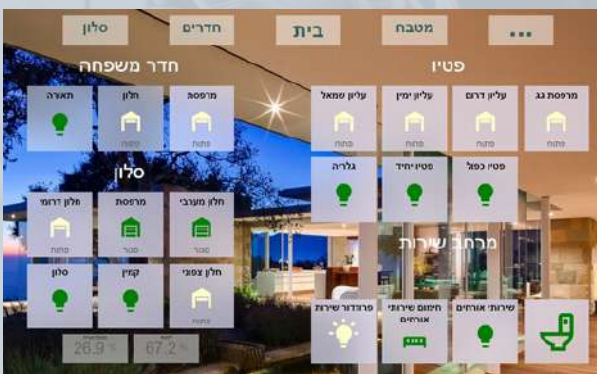 סלון
חדרים
בית
מטבח
...
חדר משפחה
תאורה
חלון
פתוח
מרפסת
פתוח
סלון
חלון דרומי
פתוח
מרפסת
סגור
חלון מערבי
סגור
סלון
קמין
חלון צפוני
פתוח
26.9 °c
67.2 %
פטיו
עליון שמאל
פתוח
עליון ימין
פתוח
עליון דרום
פתוח
מרפסת גג
פתוח
גלריה
פטיו יחיד
פטיו כפול
מרחב שירות
פרוזדור שירות
חימום שירותי
אורחים
שירותי אורחים